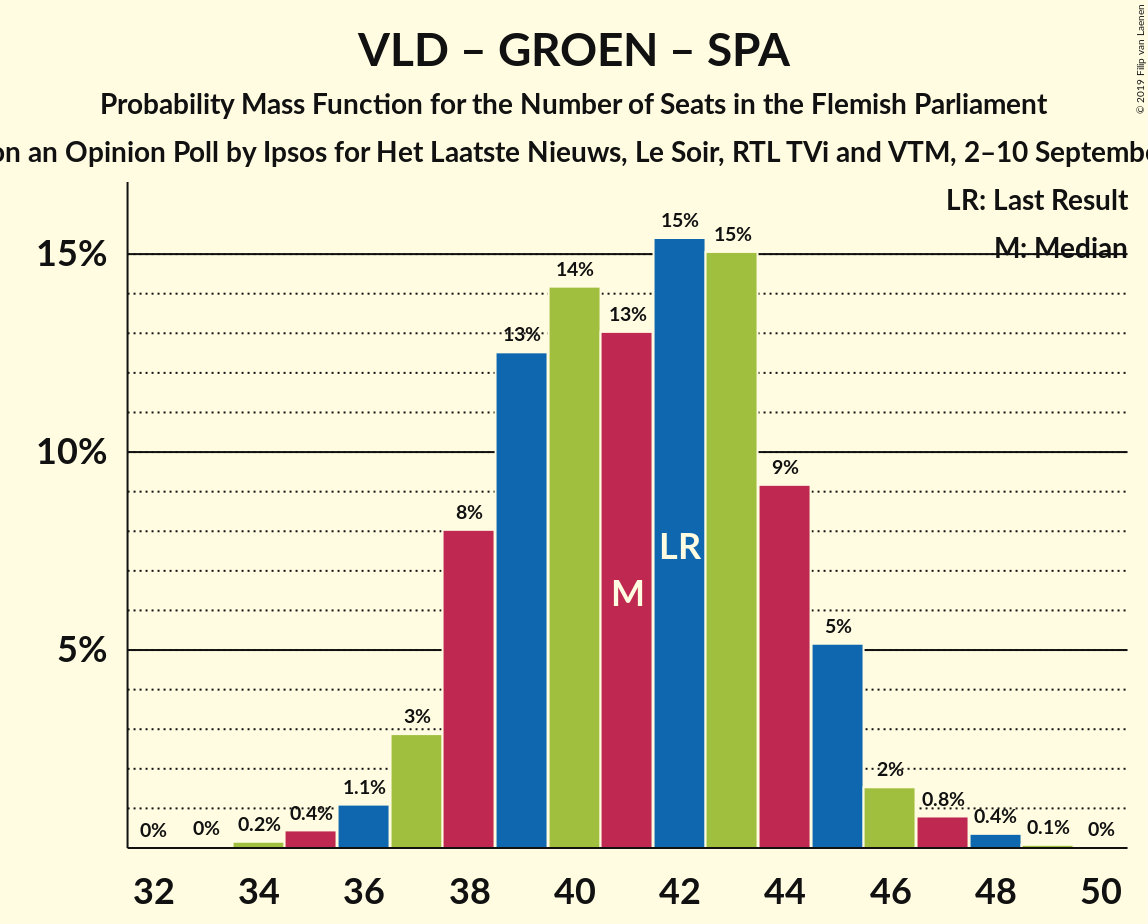 VLD – GROEN – SPA
Probability Mass Function for the Number of Seats in the Flemish Parliament
on an Opinion Poll by Ipsos for Het Laatste Nieuws, Le Soir, RTL TVi and VTM, 2–10 Septembe
© 2019 Filip van Laenen
LR: Last Result
M: Median
15%
10%
5%
0%
0%
0.2%
0.4%
1.1%
3%
8%
13%
14%
13%
15%
15%
9%
5%
2%
0.8%
0.4%
0.1%
0%
M
LR
32 34 36 38 40 42 44 46 48 50